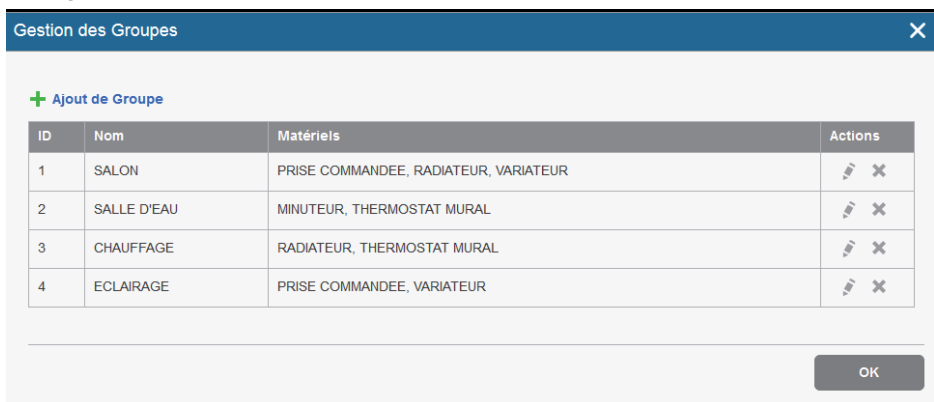 Gestion des Groupes
Ajout de Groupe
ID Nom Matériels Actions
1 SALON PRISE COMMANDEE, RADIATEUR, VARIATEUR
2 SALLE D'EAU MINUTEUR, THERMOSTAT MURAL
3 CHAUFFAGE RADIATEUR, THERMOSTAT MURAL
4 ECLAIRAGE PRISE COMMANDEE, VARIATEUR
OK